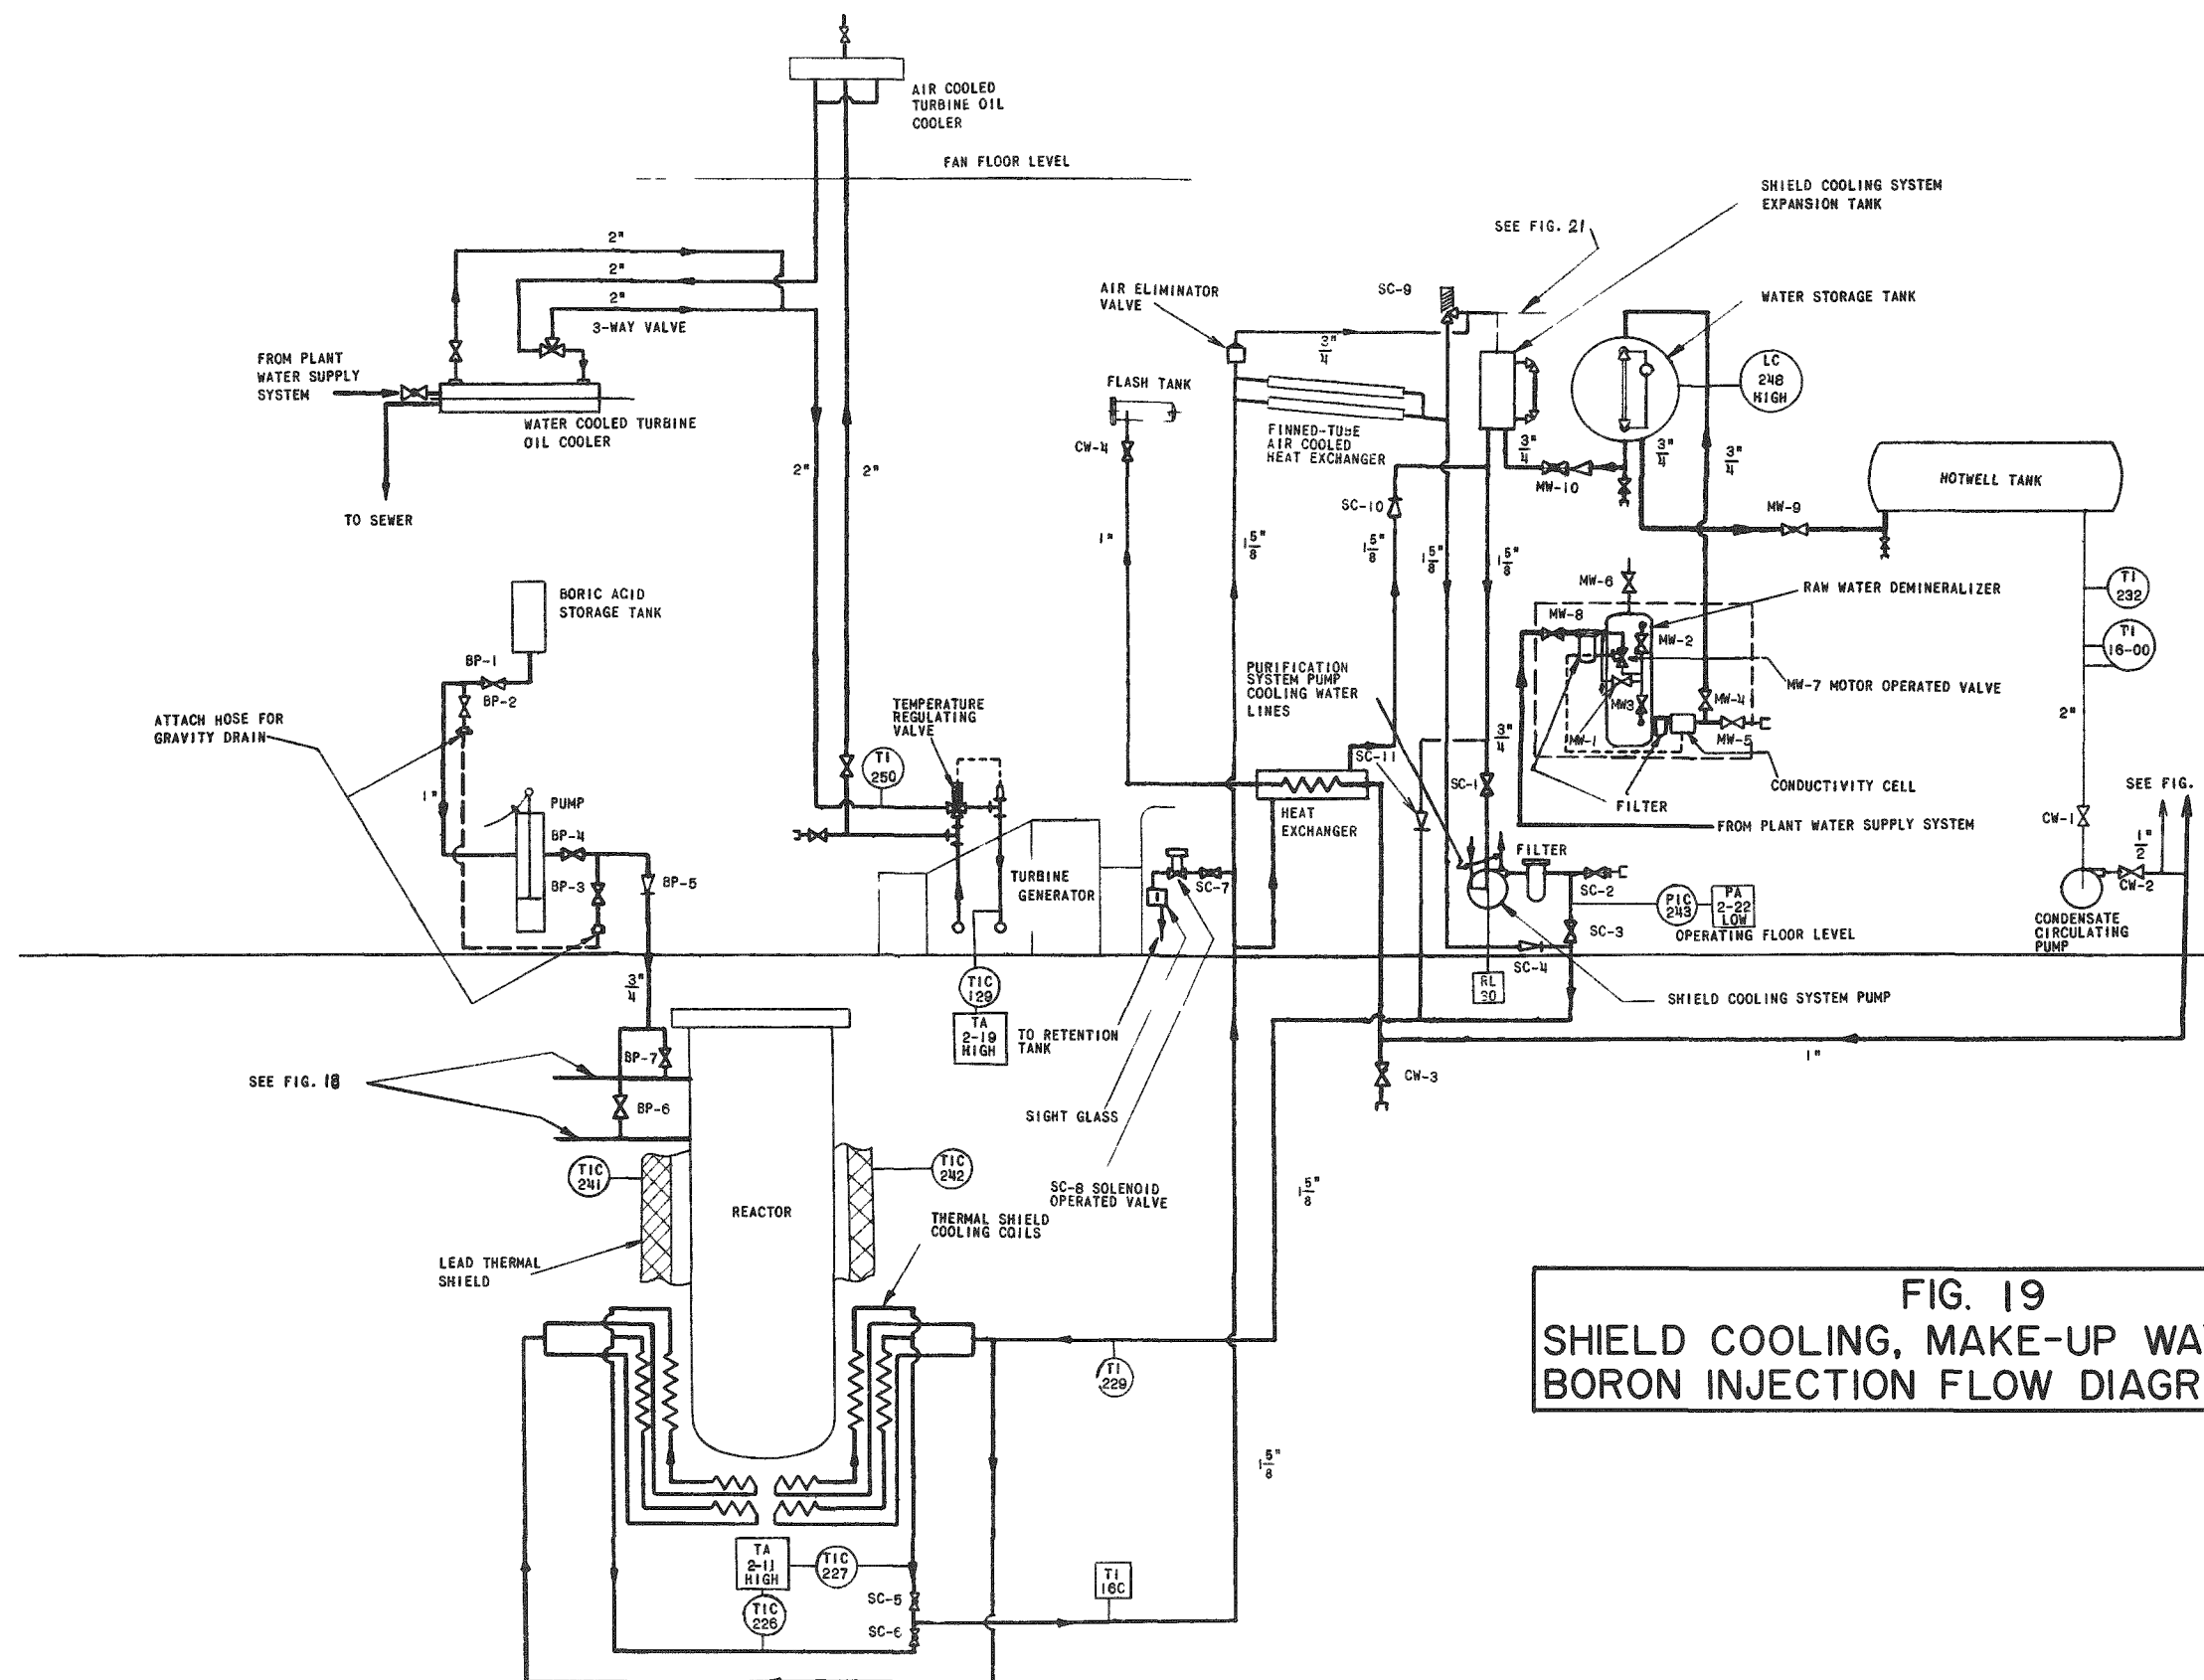 AIR COOLED
TURBINE OIL
COOLER
FAN FLOOR LEVEL
SHIELD COOLING SYSTEM
EXPANSION TANK
SEE FIG. 21
2"
2"
2"
3-WAY VALVE
AIR ELIMINATOR
VALVE
SC-9
WATER STORAGE TANK
3"
4
FROM PLANT
WATER SUPPLY
SYSTEM
FLASH TANK
LC
248
HIGH
WATER COOLED TURBINE
OIL COOLER
FINNED-TUBE
AIR COOLED
HEAT EXCHANGER
CW-4
3"
4
3"
4
3"
4
2"
2"
HOTWELL TANK
MW-10
TO SEWER
SC-10
MW-9
1"
1 5"
8
1 5"
8
1 5"
8
1 5"
8
BORIC ACID
STORAGE TANK
MW-6
RAW WATER DEMINERALIZER
TI
232
MW-8
MW-2
TI
16-00
BP-1
BP-2
PURIFICATION
SYSTEM PUMP
COOLING WATER
LINES
MW-7 MOTOR OPERATED VALVE
MW3
MW-4
TEMPERATURE
REGULATING
VALVE
ATTACH HOSE FOR
GRAVITY DRAIN
2"
3"
4
MW-1
MW-5
TI
250
SC-11
SC-1
CONDUCTIVITY CELL
SEE FIG.
1"
PUMP
FILTER
HEAT
EXCHANGER
FROM PLANT WATER SUPPLY SYSTEM
CW-1
BP-4
1"
2
FILTER
BP-3
BP-5
TURBINE
GENERATOR
SC-7
SC-2
CW-2
PIC
243
PA
2-22
LOW
CONDENSATE
CIRCULATING
PUMP
SC-3
OPERATING FLOOR LEVEL
SC-4
3"
4
TIC
129
RL
30
SHIELD COOLING SYSTEM PUMP
TA
2-19
HIGH
TO RETENTION
TANK
BP-7
1"
SEE FIG. 18
CW-3
BP-6
SIGHT GLASS
TIC
241
TIC
242
SC-8 SOLENOID
OPERATED VALVE
1 5"
8
REACTOR
THERMAL SHIELD
COOLING COILS
LEAD THERMAL
SHIELD
FIG. 19
SHIELD COOLING, MAKE-UP WA
BORON INJECTION FLOW DIAGR
TI
229
1 5"
8
TA
2-11
HIGH
TIC
227
TI
16C
SC-5
TIC
226
SC-6